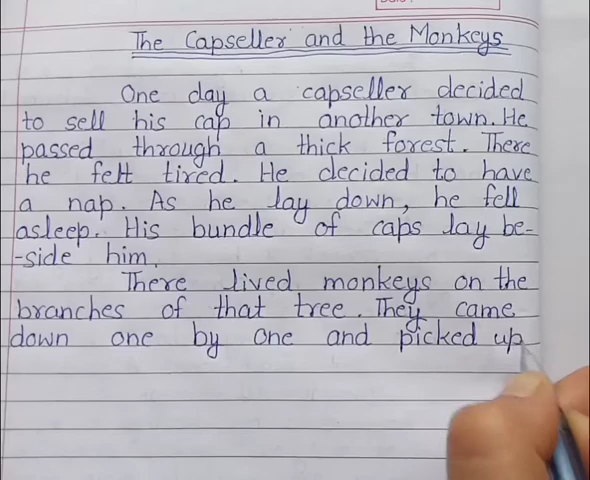 The Capseller and the Monkeys
One day a capseller decided
to sell his cap in another town. He
passed through a thick forest. There
he felt tired. He decided to have
a nap. As he lay down, he fell
asleep. His bundle of caps lay be-
-side him.
There lived monkeys on the
branches of that tree. They came
down one by one and picked up